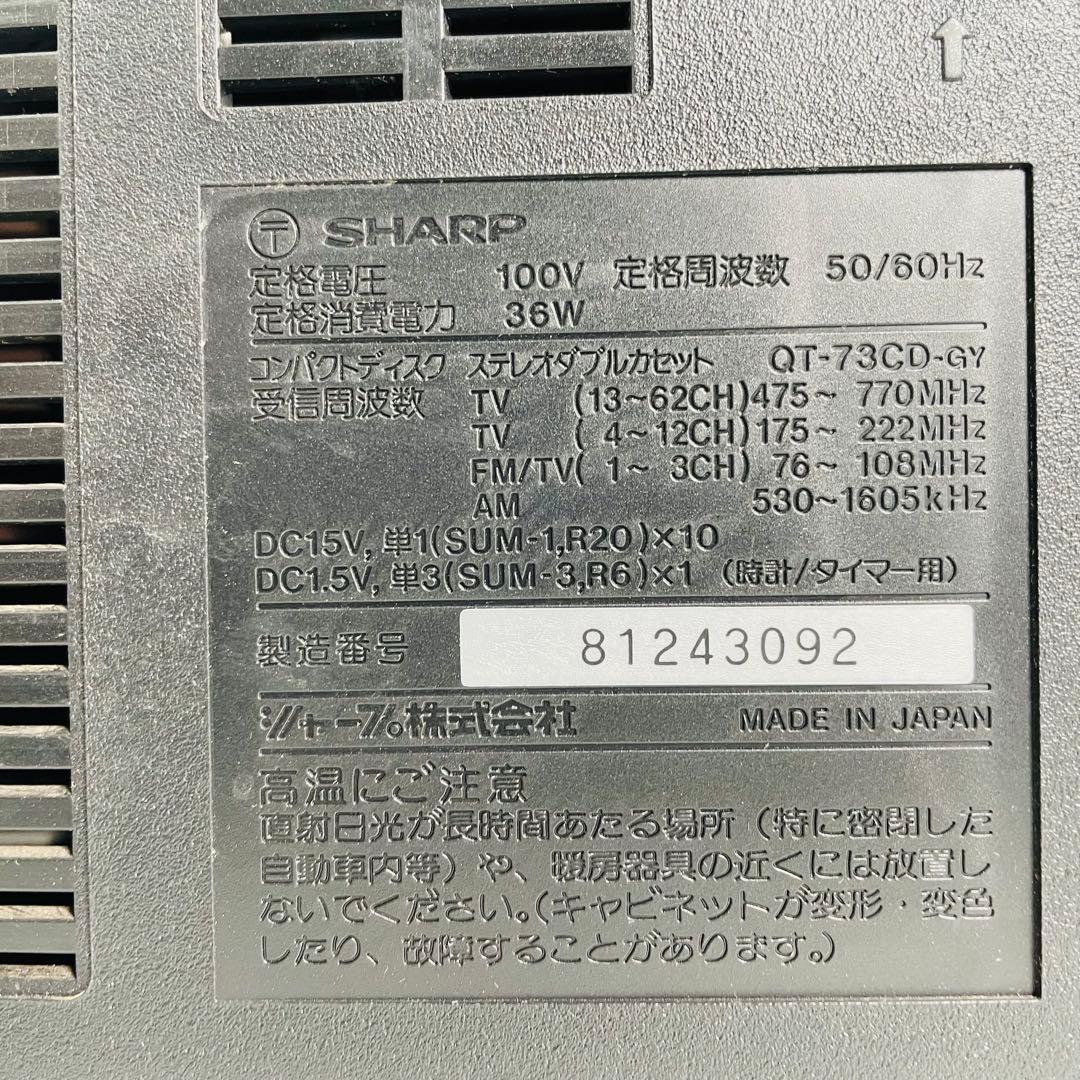 〒 SHARP
定格電圧 100V 定格周波数 50/60Hz
定格消費電力 36W
コンパクトディスク ステレオダブルカセット QT-73CD-GY
受信周波数 TV (13~62CH)475~ 770MHz
TV ( 4~12CH)175~ 222MHz
FM/TV( 1~ 3CH) 76~ 108MHz
AM 530~1605kHz
DC15V, 単1(SUM-1,R20)×10
DC1.5V, 単3(SUM-3,R6)×1 (時計/タイマー用)
製造番号 81243092
シャープ株式会社 MADE IN JAPAN
高温にご注意
直射日光が長時間あたる場所(特に密閉した
自動車内等)や、暖房器具の近くには放置し
ないでください。(キャビネットが変形・変色
したり、故障することがあります。)